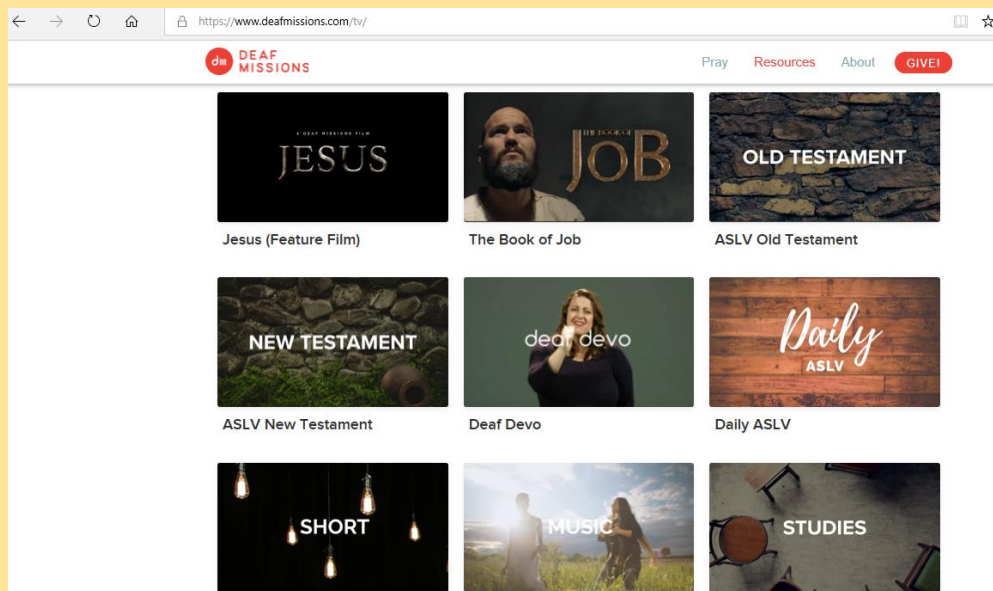 https://www.deafmissions.com/tv/
dm DEAF
MISSIONS
Pray Resources About GIVE!
A DEAF MISSIONS FILM
JESUS
THE BOOK OF
JOB
OLD TESTAMENT
Jesus (Feature Film) The Book of Job ASLV Old Testament
NEW TESTAMENT
deaf devo
Daily
ASLV
ASLV New Testament Deaf Devo Daily ASLV
SHORT
MUSIC
STUDIES